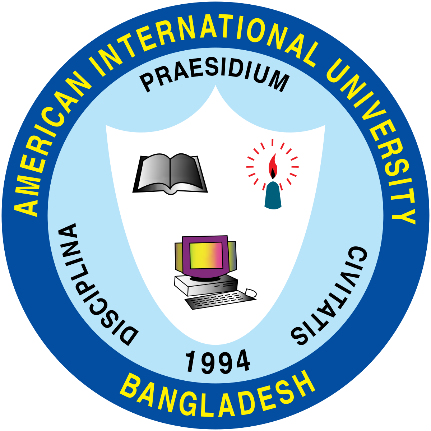 AMERICAN INTERNATIONAL UNIVERSITY
PRAESIDIUM
DISCIPLINA
CIVITATIS
1994
BANGLADESH